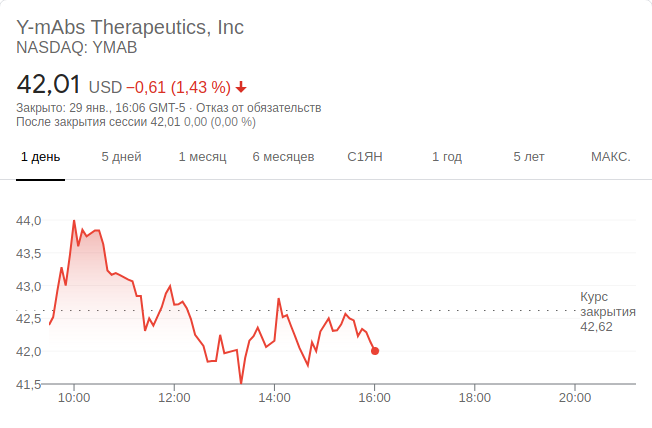 Y-mAbs Therapeutics, Inc
NASDAQ: YMAB
42,01 USD −0,61 (1,43 %)
Закрыто: 29 янв., 16:06 GMT-5 · Отказ от обязательств
После закрытия сессии 42,01 0,00 (0,00 %)
1 день 5 дней 1 месяц 6 месяцев С1ЯН 1 год 5 лет МАКС.
44,0
43,5
43,0
Курс
закрытия
42,62
42,5
42,0
41,5
10:00 12:00 14:00 16:00 18:00 20:00